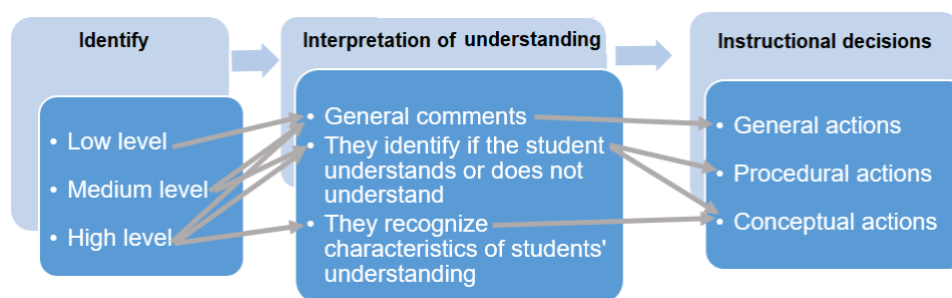 Identify
Low level
Medium level
High level
Interpretation of understanding
General comments
They identify if the student
understands or does not
understand
They recognize
characteristics of students'
understanding
Instructional decisions
General actions
Procedural actions
Conceptual actions